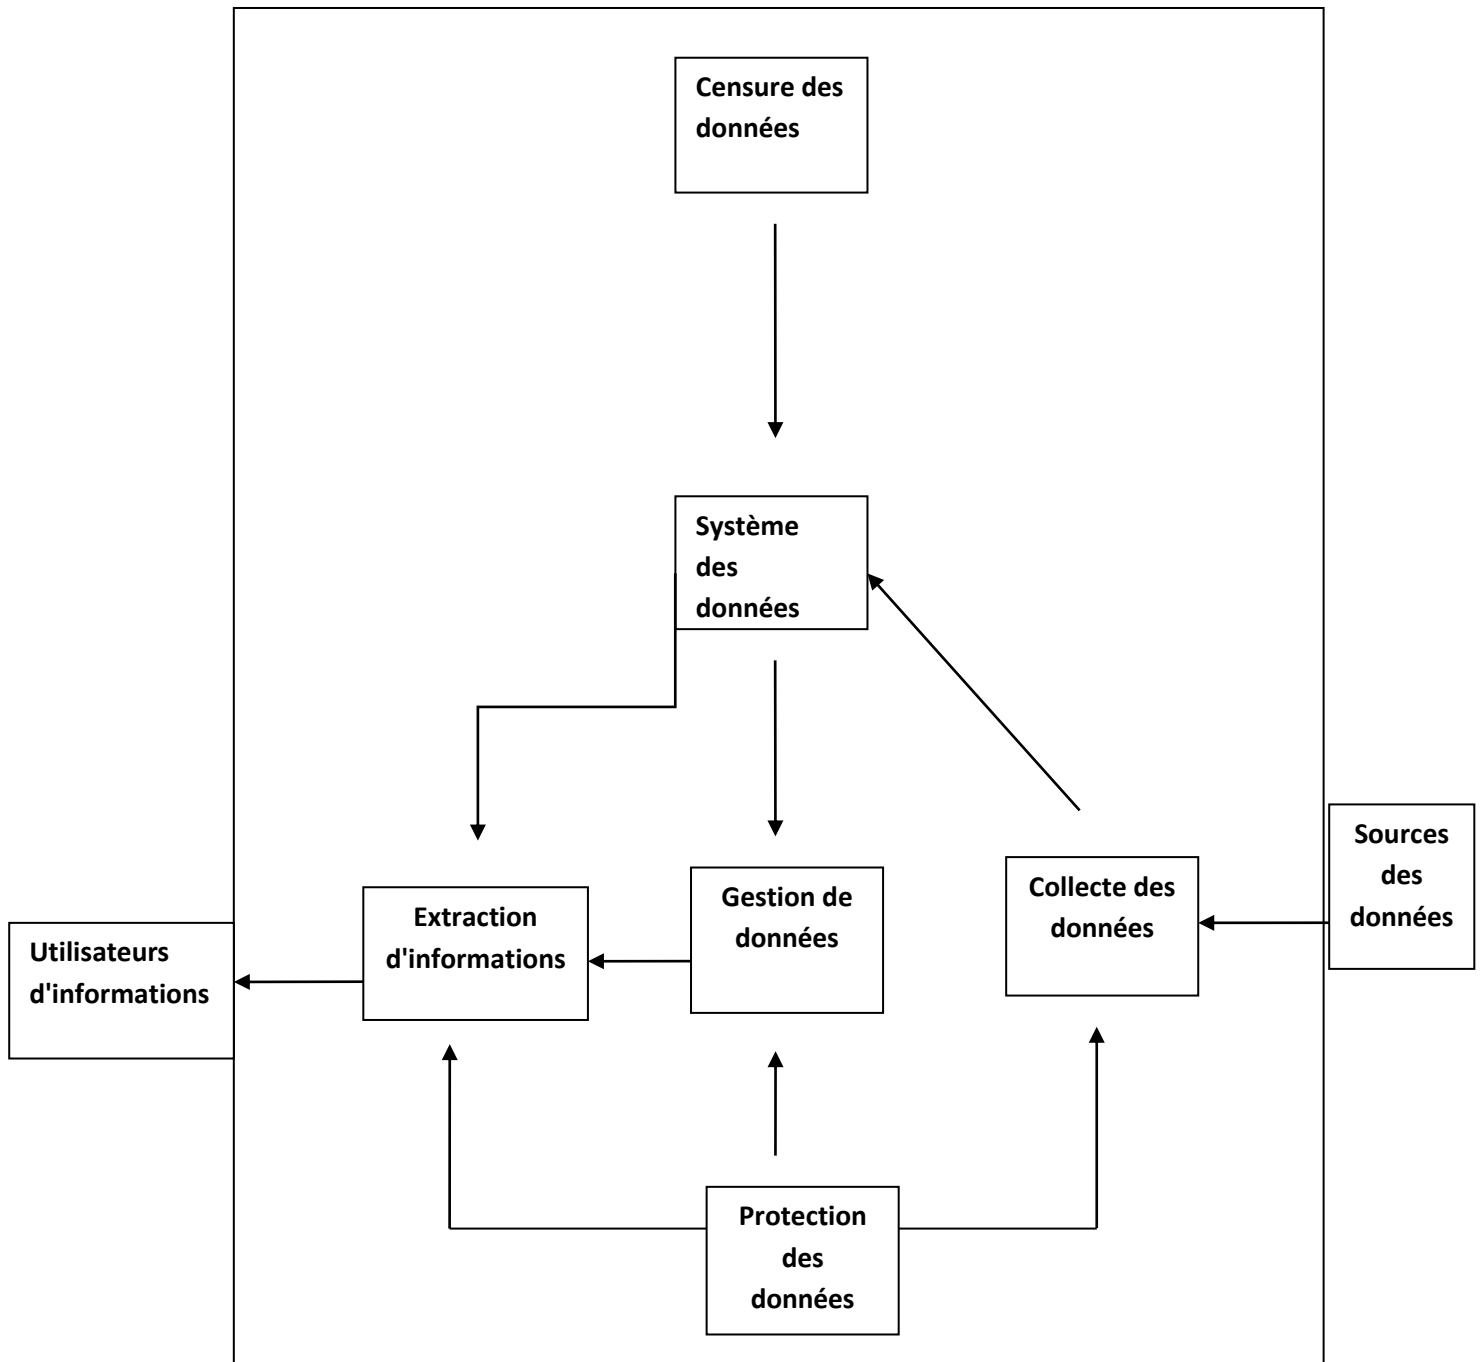 Censure des
données
Système
des
données
Sources
des
données
Collecte des
données
Gestion de
données
Extraction
d'informations
Utilisateurs
d'informations
Protection
des
données